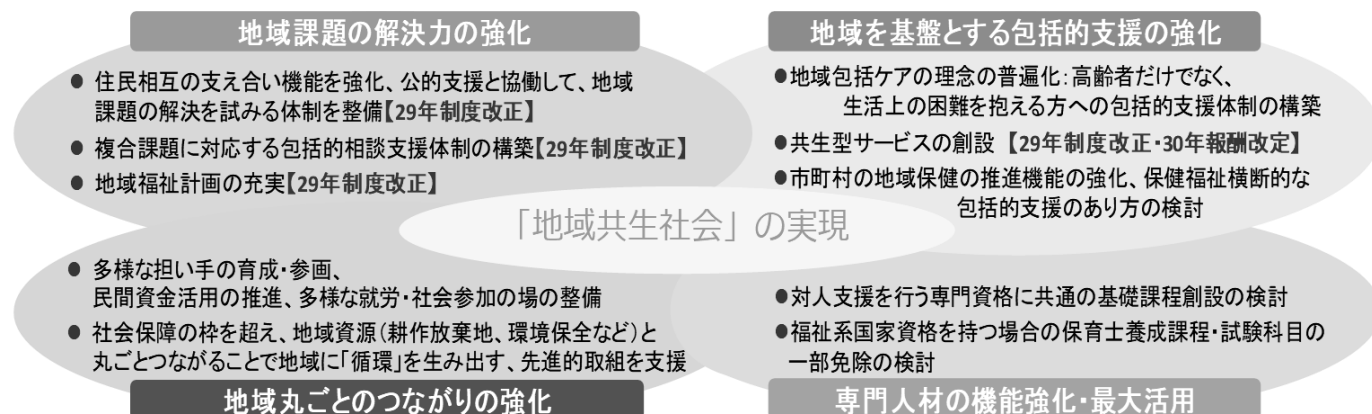 地域課題の解決力の強化
● 住民相互の支え合い機能を強化、公的支援と協働して、地域
課題の解決を試みる体制を整備【29年制度改正】
● 複合課題に対応する包括的相談支援体制の構築【29年制度改正】
● 地域福祉計画の充実【29年制度改正】
地域を基盤とする包括的支援の強化
●地域包括ケアの理念の普遍化：高齢者だけでなく、
生活上の困難を抱える方への包括的支援体制の構築
●共生型サービスの創設 【29年制度改正・30年報酬改定】
●市町村の地域保健の推進機能の強化、保健福祉横断的な
包括的支援のあり方の検討
「地域共生社会」の実現
● 多様な担い手の育成・参画、
民間資金活用の推進、多様な就労・社会参加の場の整備
● 社会保障の枠を超え、地域資源（耕作放棄地、環境保全など）と
丸ごとつながることで地域に「循環」を生み出す、先進的取組を支援
地域丸ごとのつながりの強化
●対人支援を行う専門資格に共通の基礎課程創設の検討
●福祉系国家資格を持つ場合の保育士養成課程・試験科目の
一部免除の検討
専門人材の機能強化・最大活用